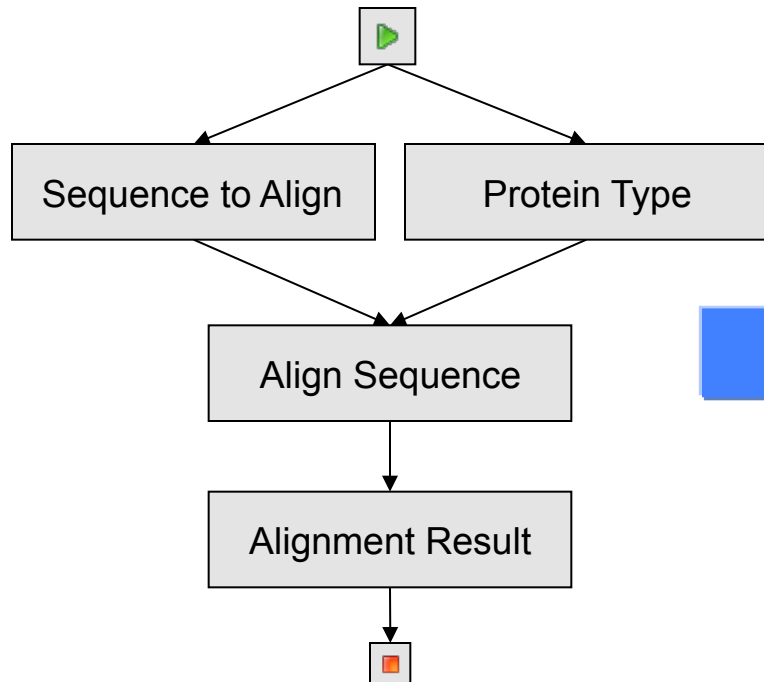 Sequence to Align
Protein Type
Align Sequence
Alignment Result